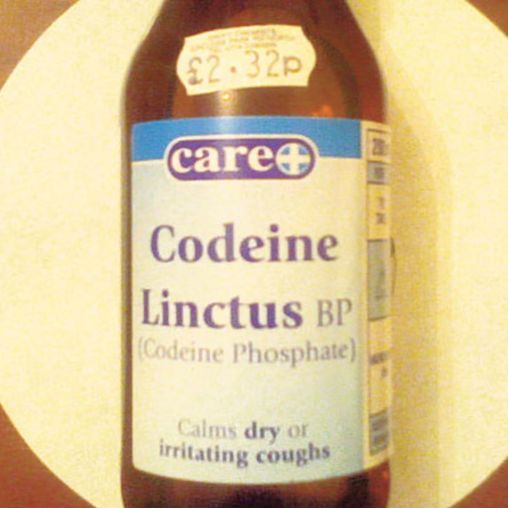 £2.32p
care
Codeine
Linctus BP
(Codeine Phosphate)
Calms dry or
irritating coughs